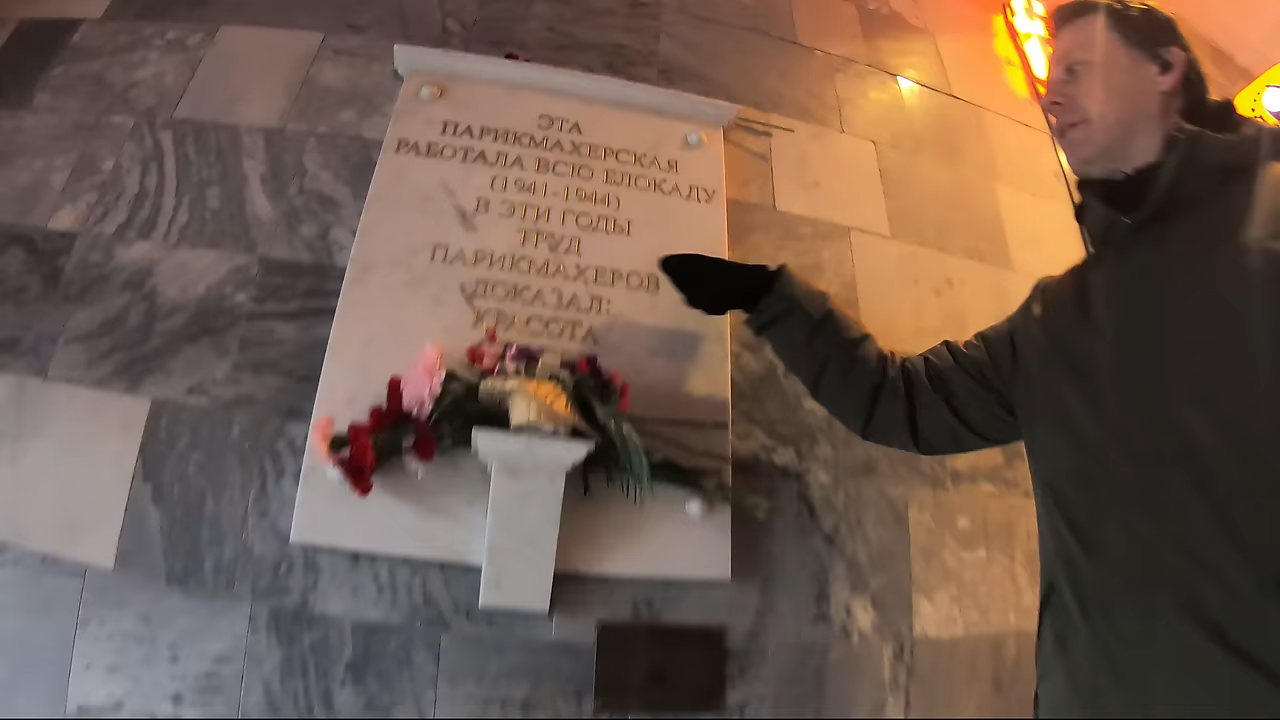 ЭТА
ПАРИКМАХЕРСКАЯ
РАБОТАЛА ВСЮ БЛОКАДУ
(1941-1944)
В ЭТИ ГОДЫ
ТРУД
ПАРИКМАХЕРОВ
ДОКАЗАЛ:
КРАСОТА